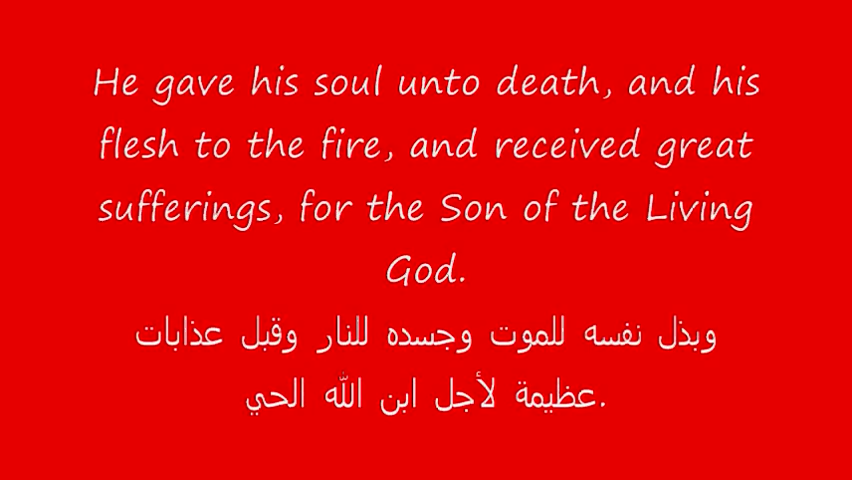 He gave his soul unto death, and his
flesh to the fire, and received great
sufferings, for the Son of the Living
God.
وبذل نفسه للموت وجسده للنار وقبل عذابات
عظيمة لأجل ابن الله الحي.